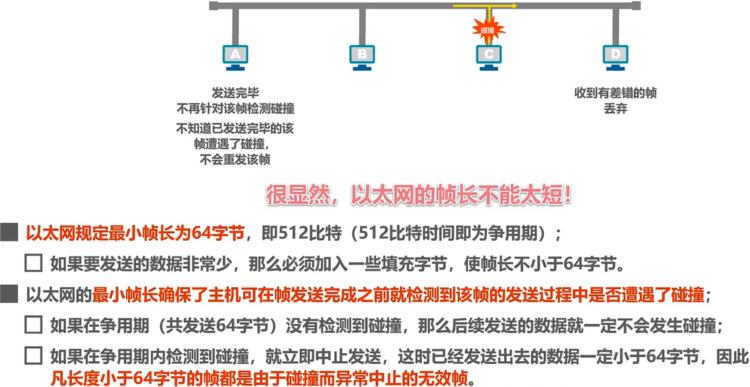 碰撞
A
B
C
D
发送完毕
不再针对该帧检测碰撞
不知道已发送完毕的该
帧遭遇了碰撞,
不会重发该帧
收到有差错的帧
丢弃
很显然，以太网的帧长不能太短！
以太网规定最小帧长为64字节，即512比特（512比特时间即为争用期）；
如果要发送的数据非常少，那么必须加入一些填充字节，使帧长不小于64字节。
以太网的最小帧长确保了主机可在帧发送完成之前就检测到该帧的发送过程中是否遭遇了碰撞；
如果在争用期（共发送64字节）没有检测到碰撞，那么后续发送的数据就一定不会发生碰撞；
如果在争用期内检测到碰撞，就立即中止发送，这时已经发送出去的数据一定小于64字节，因此
凡长度小于64字节的帧都是由于碰撞而异常中止的无效帧。